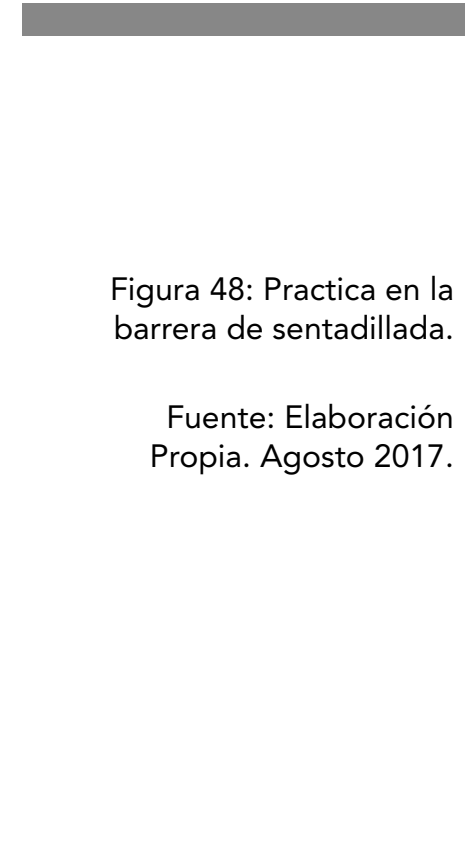 Figura 48: Practica en la
barrera de sentadillada.
Fuente: Elaboración
Propia. Agosto 2017.